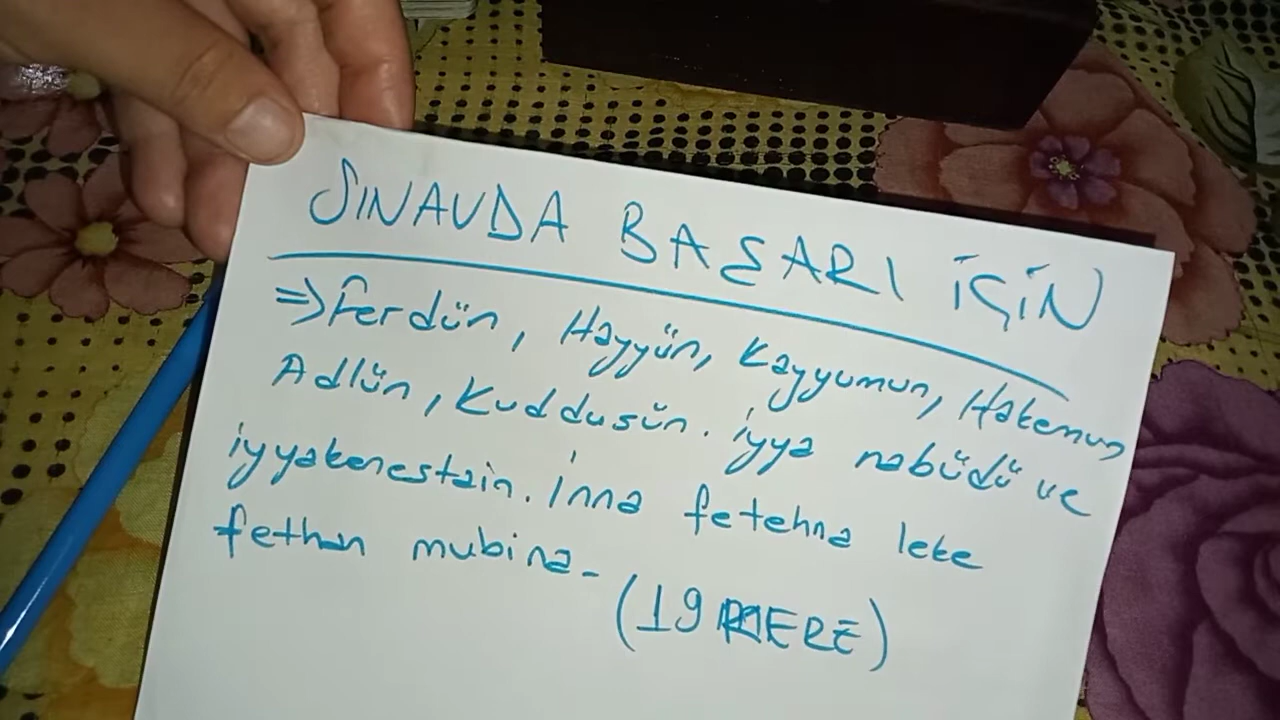 SINAVDA BAŞARI İÇİN
⇒ Ferdün, Hayyün, Kayyumun, Hakemun
Adlün, Kuddusün. iyya nabüdü ve
iyyakenestain. İnna fetehna leke
fethan mubina-
(19 KERE)